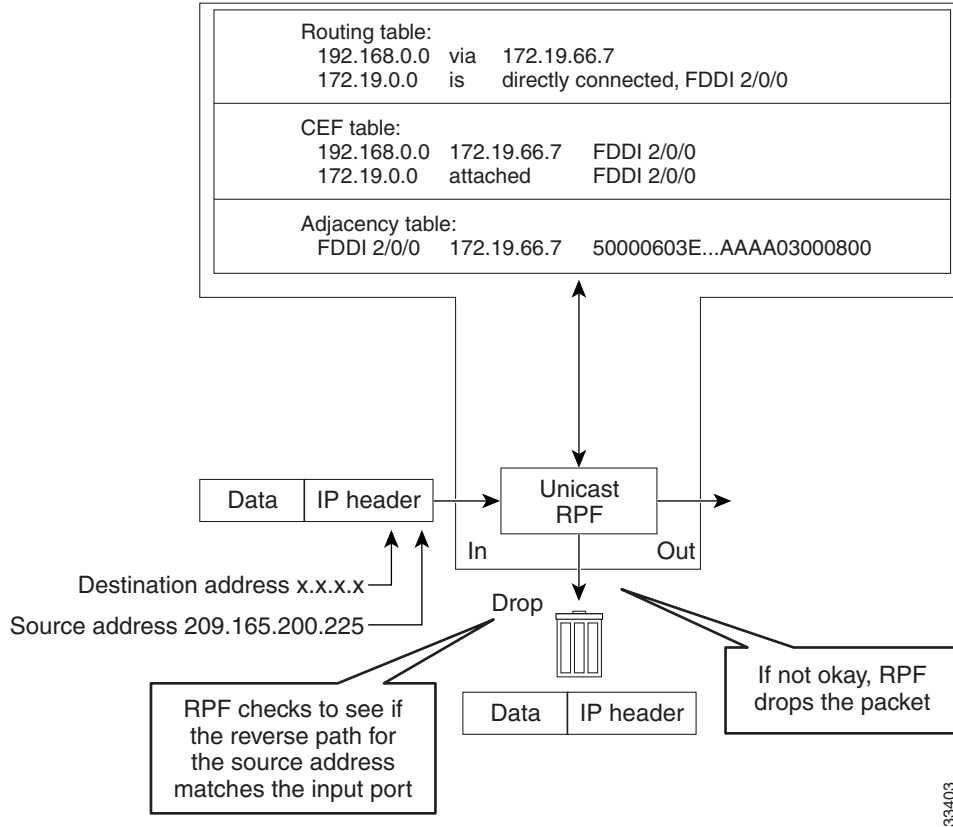 Routing table:
192.168.0.0 via 172.19.66.7
172.19.0.0 is directly connected, FDDI 2/0/0
CEF table:
192.168.0.0 172.19.66.7 FDDI 2/0/0
172.19.0.0 attached FDDI 2/0/0
Adjacency table:
FDDI 2/0/0 172.19.66.7 50000603E...AAAA03000800
Data IP header
Unicast
RPF
In Out
Destination address x.x.x.x
Source address 209.165.200.225
Drop
RPF checks to see if
the reverse path for
the source address
matches the input port
Data IP header
If not okay, RPF
drops the packet
33403